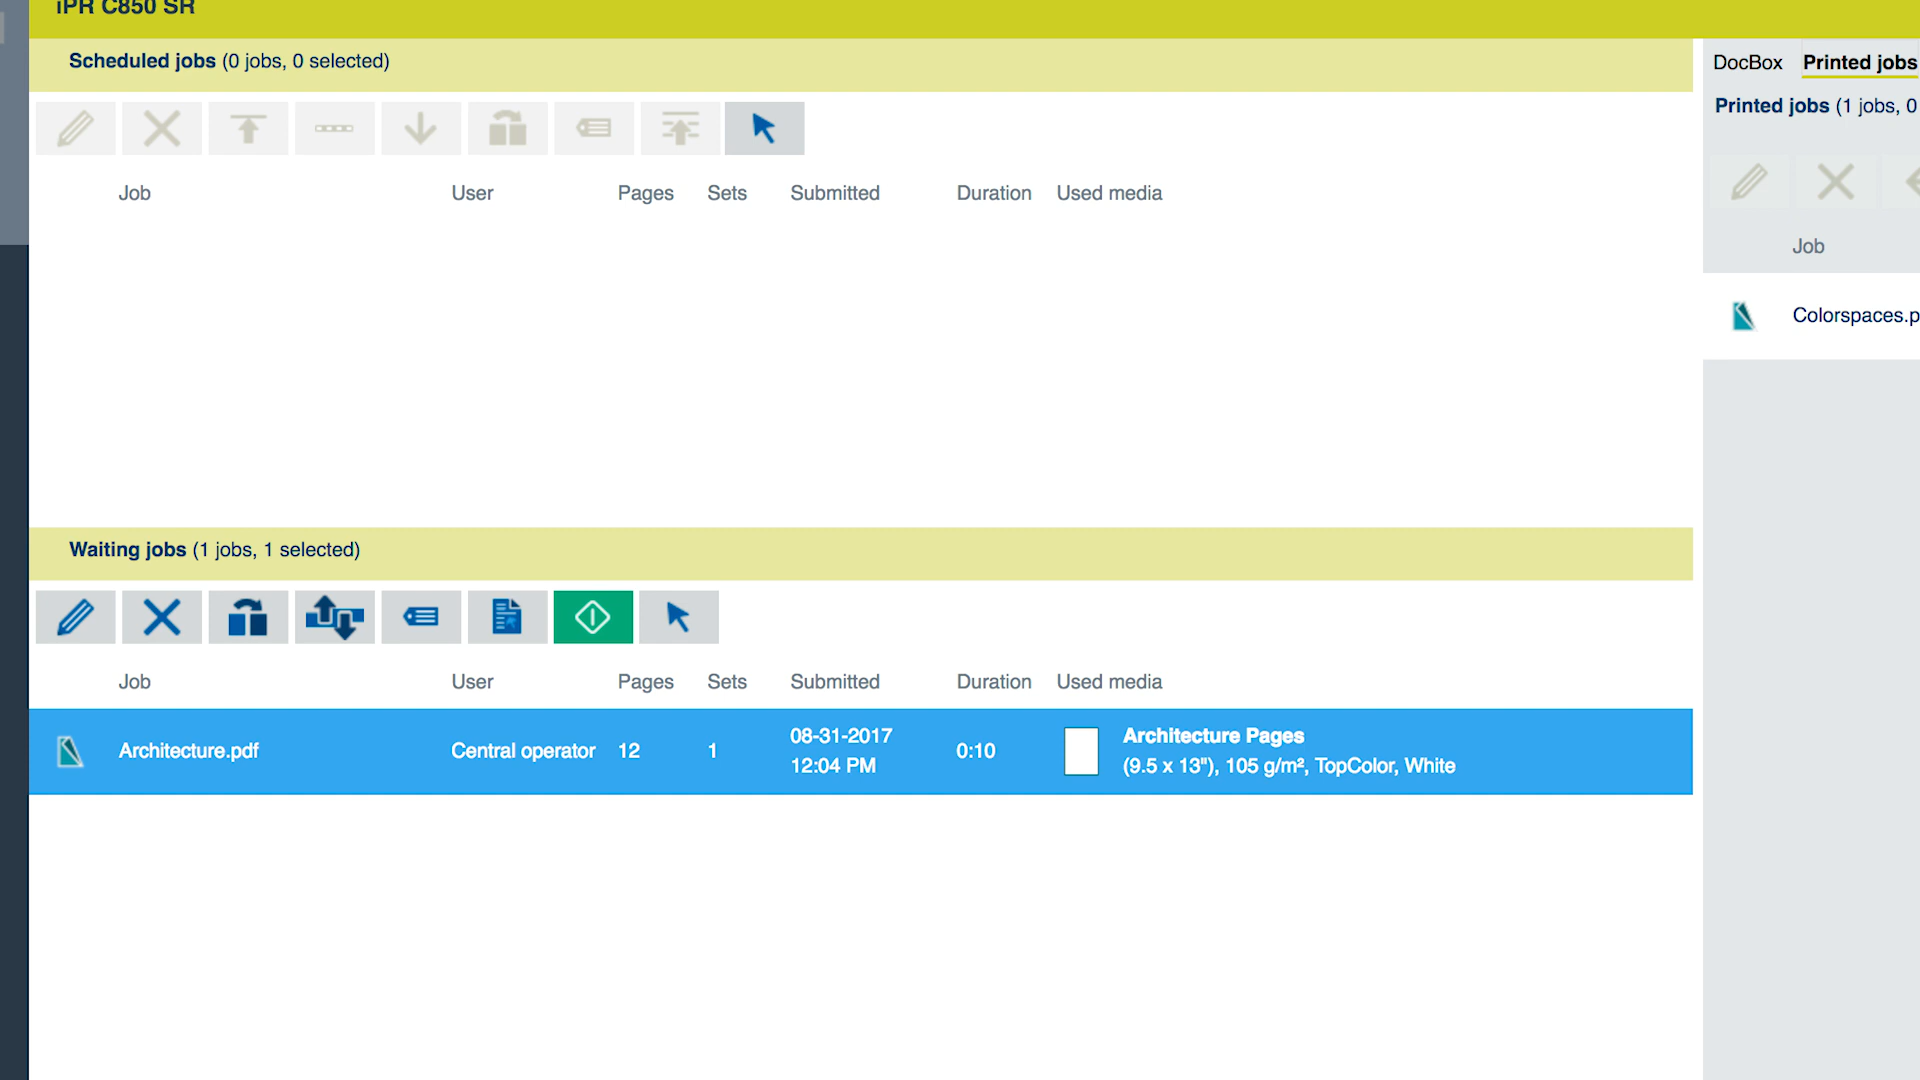 iPR C850 SR
Scheduled jobs (0 jobs, 0 selected)
Job User Pages Sets Submitted Duration Used media
Waiting jobs (1 jobs, 1 selected)
Job User Pages Sets Submitted Duration Used media
Architecture.pdf Central operator 12 1 08-31-2017 12:04 PM 0:10 Architecture Pages
(9.5 x 13"), 105 g/m², TopColor, White
DocBox Printed jobs
Printed jobs (1 jobs, 0
Job
Colorspaces.p